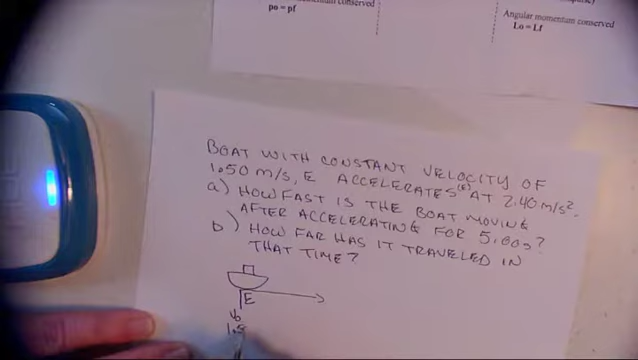 conserved
po = pf
Angular momentum conserved
Lo = Lf
BOAT WITH CONSTANT VELOCITY OF
1.50 M/S, E ACCELERATES (E) AT 2.40 M/S².
a) HOW FAST IS THE BOAT MOVING
AFTER ACCELERATING FOR 5.00s?
b) HOW FAR HAS IT TRAVELED IN
THAT TIME?
E